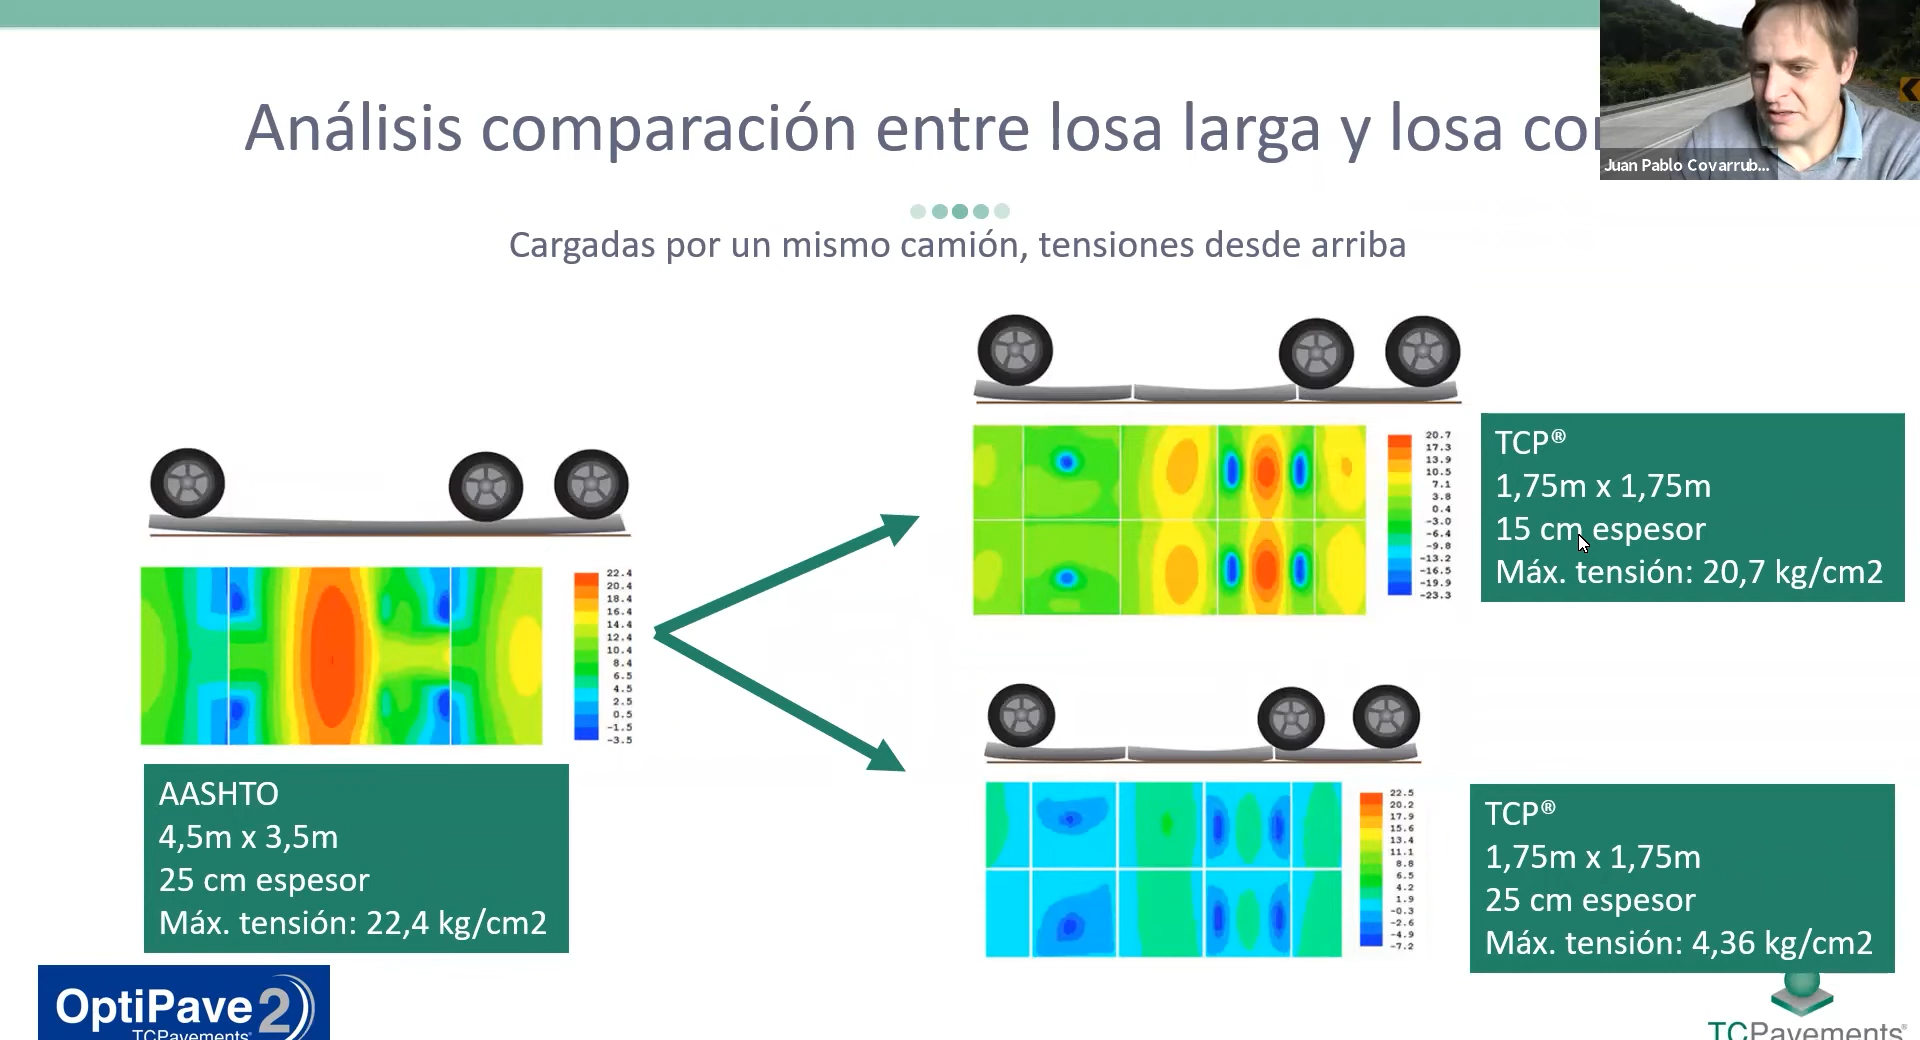 Análisis comparación entre losa larga y losa
Juan Pablo Covarrub...
Cargadas por un mismo camión, tensiones desde arriba
20.7
17.3
13.9
10.5
7.1
3.8
0.4
-3.0
-6.4
-9.8
-13.2
-16.5
-19.9
-23.3
TCP®
1,75m x 1,75m
15 cm espesor
Máx. tensión: 20,7 kg/cm2
22.4
20.4
18.4
16.4
14.4
12.4
10.4
8.4
6.5
4.5
2.5
0.5
-1.5
-3.5
AASHTO
4,5m x 3,5m
25 cm espesor
Máx. tensión: 22,4 kg/cm2
22.5
20.2
17.9
15.6
13.4
11.1
8.8
6.5
4.2
1.9
-0.3
-2.6
-4.9
-7.2
TCP®
1,75m x 1,75m
25 cm espesor
Máx. tensión: 4,36 kg/cm2
OptiPave2
TCPavements®
TCPavements®